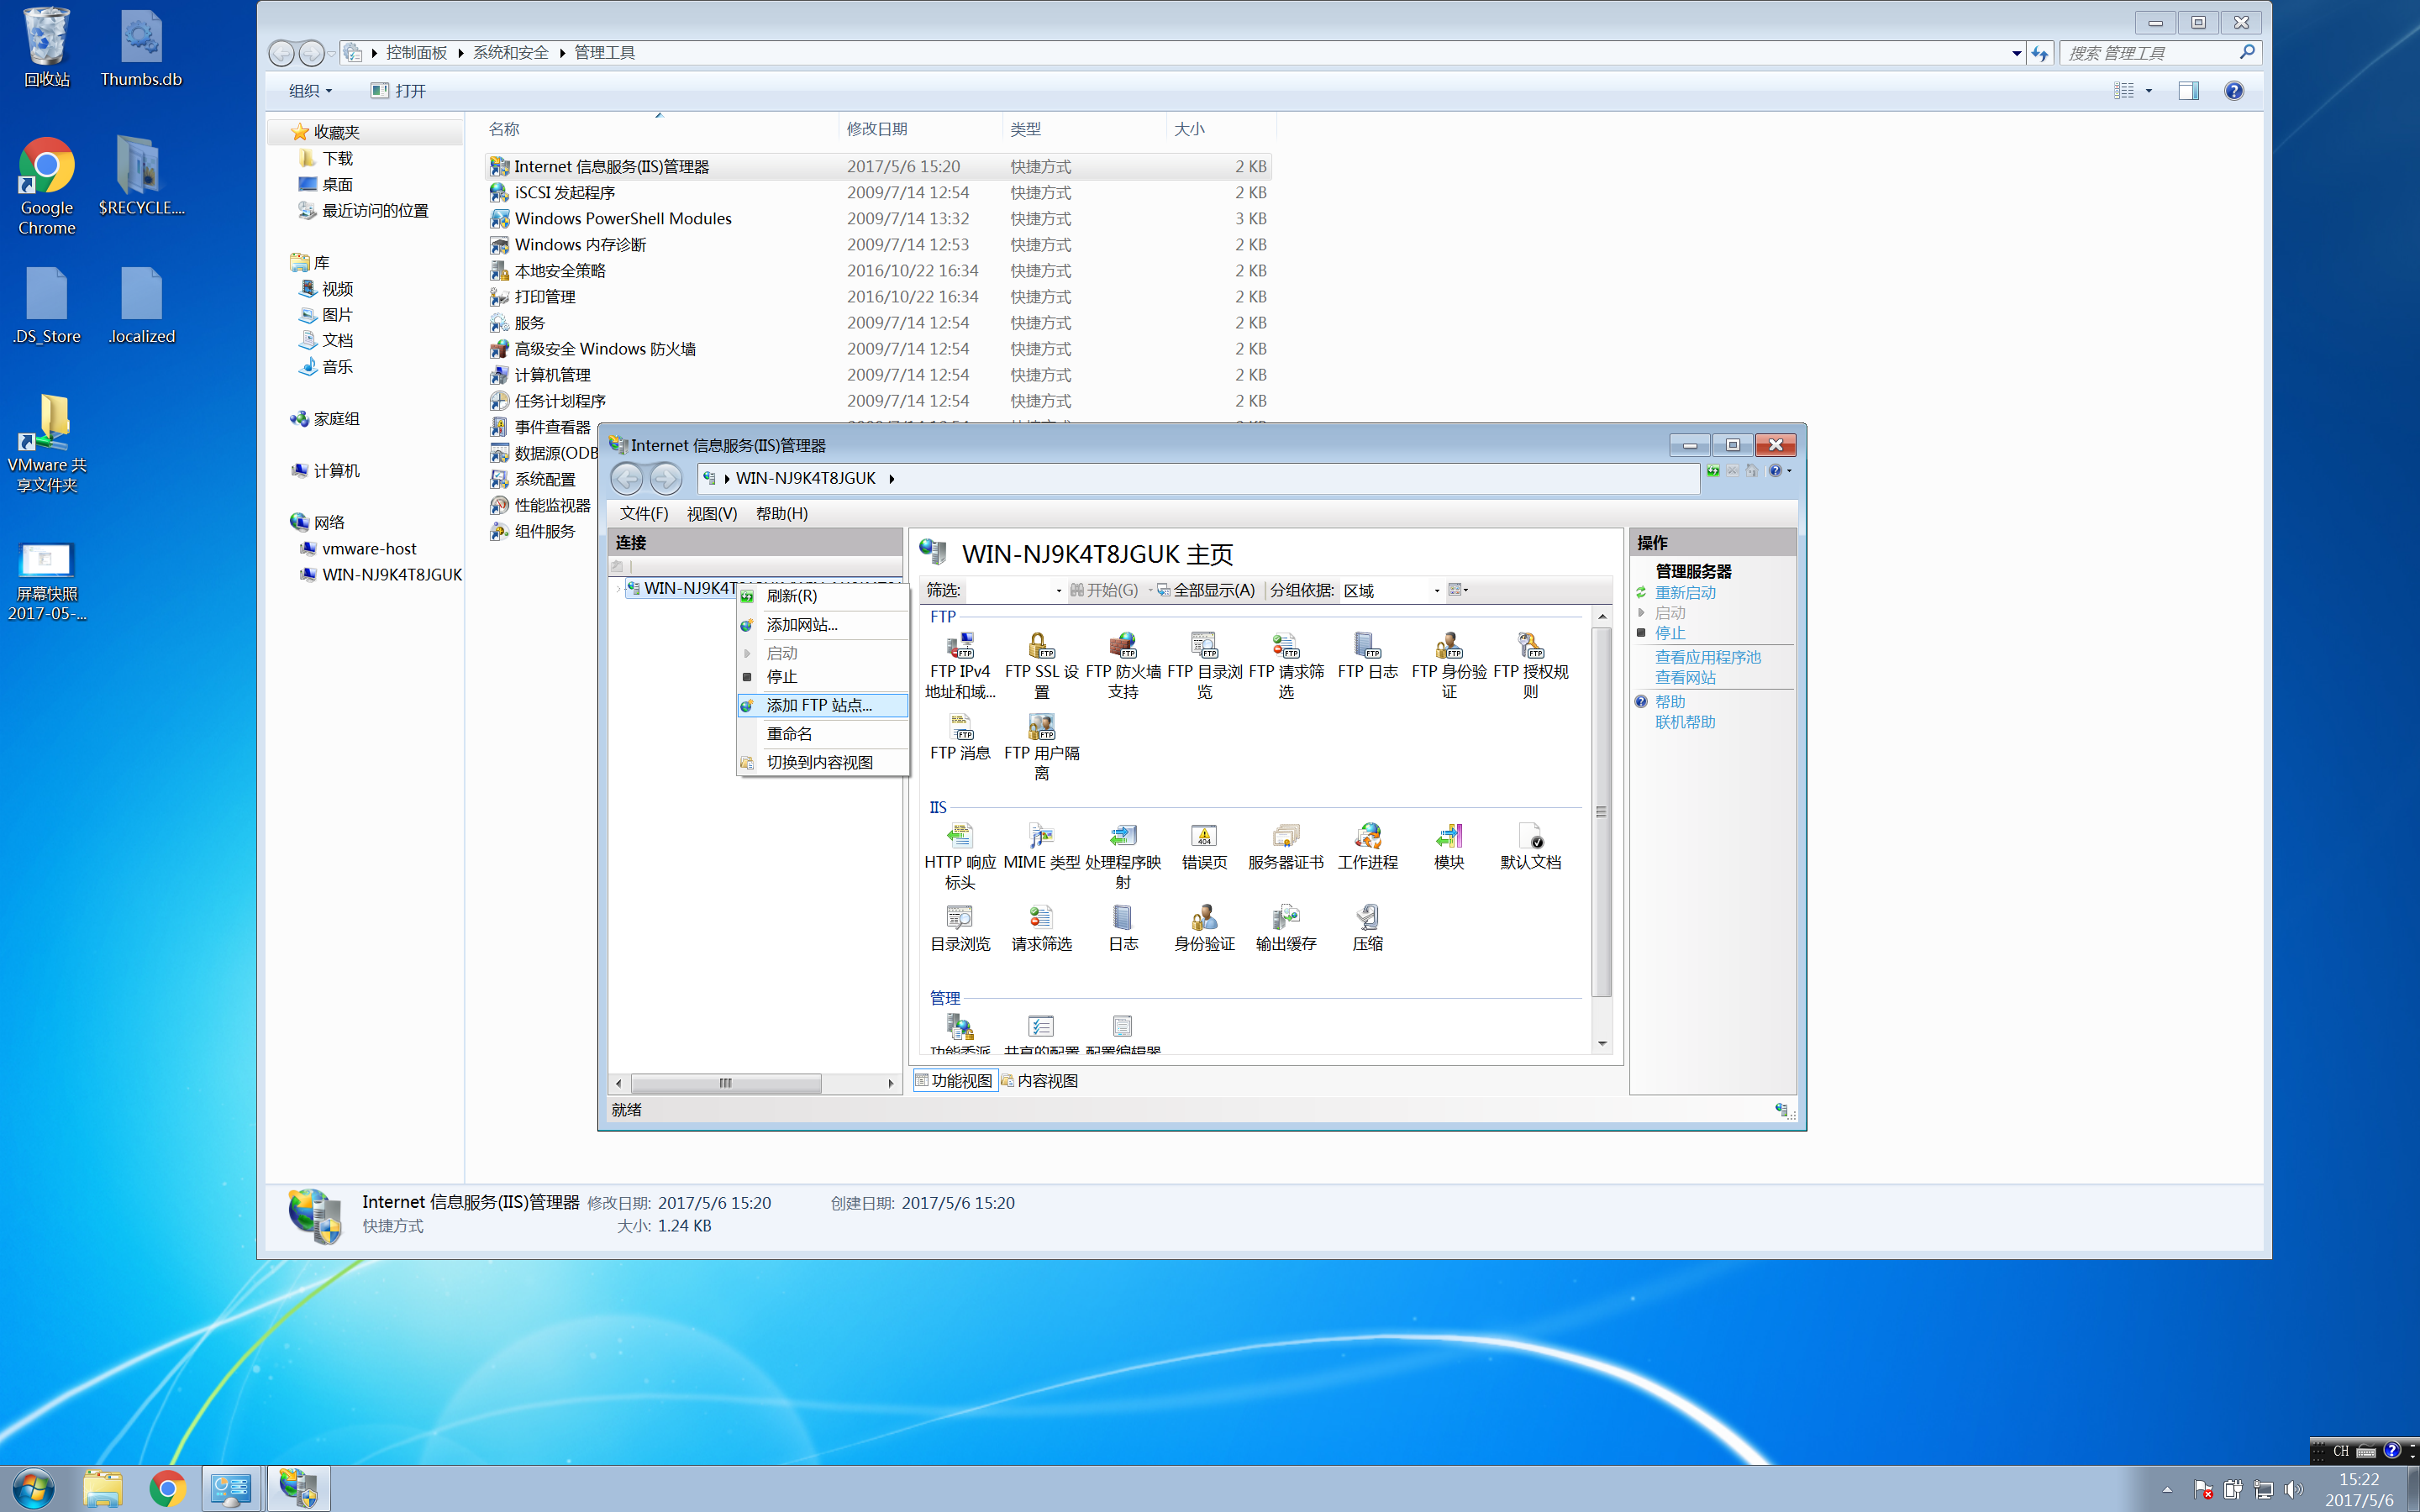 回收站
Thumbs.db
Google
Chrome
$RECYCLE....
.DS_Store
.localized
VMware 共
享文件夹
屏幕快照
2017-05-...
控制面板
系统和安全
管理工具
搜索 管理工具
组织
打开
收藏夹
下载
桌面
最近访问的位置
库
视频
图片
文档
音乐
家庭组
计算机
网络
vmware-host
WIN-NJ9K4T8JGUK
名称 修改日期 类型 大小
Internet 信息服务(IIS)管理器 2017/5/6 15:20 快捷方式 2 KB
iSCSI 发起程序 2009/7/14 12:54 快捷方式 2 KB
Windows PowerShell Modules 2009/7/14 13:32 快捷方式 3 KB
Windows 内存诊断 2009/7/14 12:53 快捷方式 2 KB
本地安全策略 2016/10/22 16:34 快捷方式 2 KB
打印管理 2016/10/22 16:34 快捷方式 2 KB
服务 2009/7/14 12:54 快捷方式 2 KB
高级安全 Windows 防火墙 2009/7/14 12:54 快捷方式 2 KB
计算机管理 2009/7/14 12:54 快捷方式 2 KB
任务计划程序 2009/7/14 12:54 快捷方式 2 KB
事件查看器
数据源(ODB
系统配置
性能监视器
组件服务
Internet 信息服务(IIS)管理器
WIN-NJ9K4T8JGUK
文件(F) 视图(V) 帮助(H)
连接
WIN-NJ9K4T
刷新(R)
添加网站...
启动
停止
添加 FTP 站点...
重命名
切换到内容视图
WIN-NJ9K4T8JGUK 主页
筛选: 开始(G) 全部显示(A) 分组依据: 区域
FTP
FTP IPv4
地址和域...
FTP SSL 设
置
FTP 防火墙
支持
FTP 目录浏
览
FTP 请求筛
选
FTP 日志
FTP 身份验
证
FTP 授权规
则
FTP 消息
FTP 用户隔
离
IIS
HTTP 响应
标头
MIME 类型
处理程序映
射
错误页
服务器证书
工作进程
模块
默认文档
目录浏览
请求筛选
日志
身份验证
输出缓存
压缩
管理
功能委派
共享的配置
配置编辑器
功能视图
内容视图
就绪
操作
管理服务器
重新启动
启动
停止
查看应用程序池
查看网站
帮助
联机帮助
Internet 信息服务(IIS)管理器 修改日期: 2017/5/6 15:20 创建日期: 2017/5/6 15:20
快捷方式 大小: 1.24 KB
CH
15:22
2017/5/6